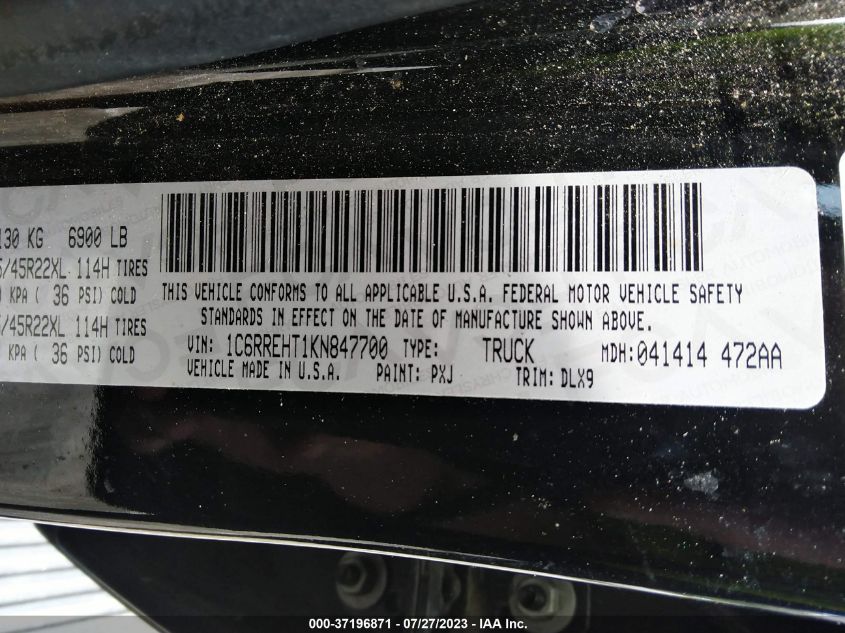 130 KG 6900 LB
/45R22XL 114H TIRES
KPA ( 36 PSI) COLD
/45R22XL 114H TIRES
KPA ( 36 PSI) COLD
THIS VEHICLE CONFORMS TO ALL APPLICABLE U.S.A. FEDERAL MOTOR VEHICLE SAFETY
STANDARDS IN EFFECT ON THE DATE OF MANUFACTURE SHOWN ABOVE.
VIN: 1C6RREHT1KN847700 TYPE: TRUCK MDH: 041414 472AA
VEHICLE MADE IN U.S.A. PAINT: PXJ TRIM: DLX9
000-37196871 - 07/27/2023 - IAA Inc.